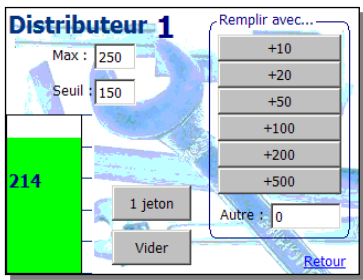 Distributeur 1
Max : 250
Seuil : 150
214
1 jeton
Vider
Remplir avec...
+10
+20
+50
+100
+200
+500
Autre : 0
Retour